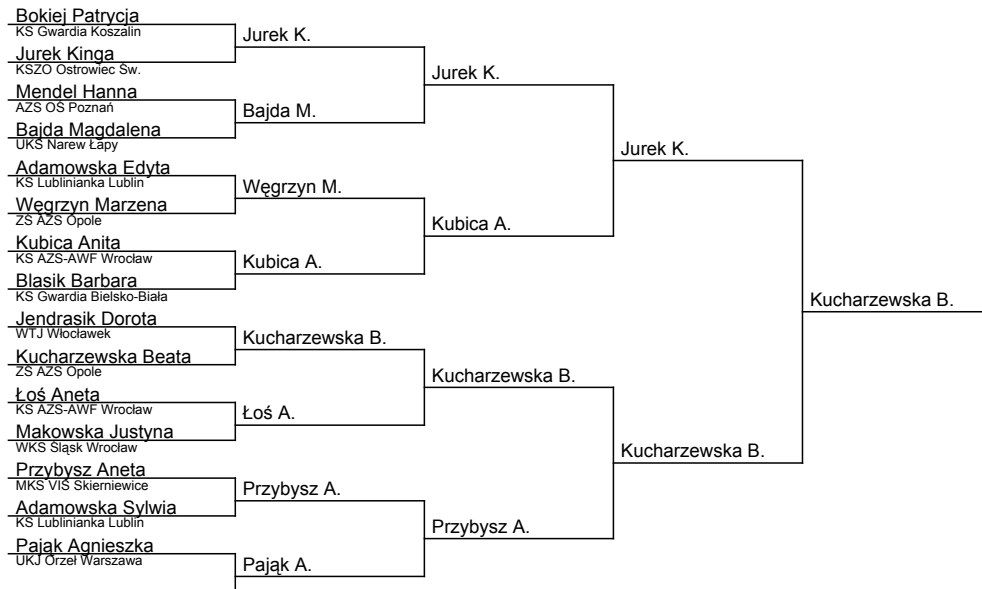 Bokiej Patrycja
KS Gwardia Koszalin
Jurek K.
Jurek Kinga
KSZO Ostrowiec Św.
Jurek K.
Mendel Hanna
AZS OŚ Poznań
Bajda M.
Bajda Magdalena
UKS Narew Łapy
Jurek K.
Adamowska Edyta
KS Lublinianka Lublin
Węgrzyn M.
Węgrzyn Marzena
ZS AZS Opole
Kubica A.
Kubica Anita
KS AZS-AWF Wrocław
Kubica A.
Blasik Barbara
KS Gwardia Bielsko-Biała
Kucharzewska B.
Jendrasik Dorota
WTJ Włocławek
Kucharzewska B.
Kucharzewska Beata
ZS AZS Opole
Kucharzewska B.
Łoś Aneta
KS AZS-AWF Wrocław
Łoś A.
Makowska Justyna
WKS Śląsk Wrocław
Kucharzewska B.
Przybysz Aneta
MKS VIS Skierniewice
Przybysz A.
Adamowska Sylwia
KS Lublinianka Lublin
Przybysz A.
Pająk Agnieszka
UKJ Orzeł Warszawa
Pająk A.